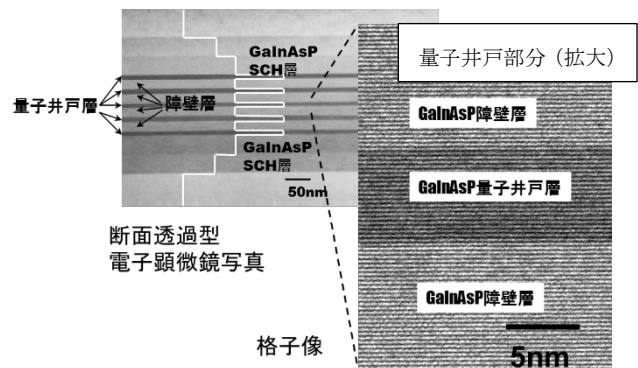 GaInAsP
SCH層
量子井戸層
障壁層
GaInAsP
SCH層
50nm
断面透過型
電子顕微鏡写真
格子像
量子井戸部分（拡大）
GaInAsP障壁層
GaInAsP量子井戸層
GaInAsP障壁層
5nm